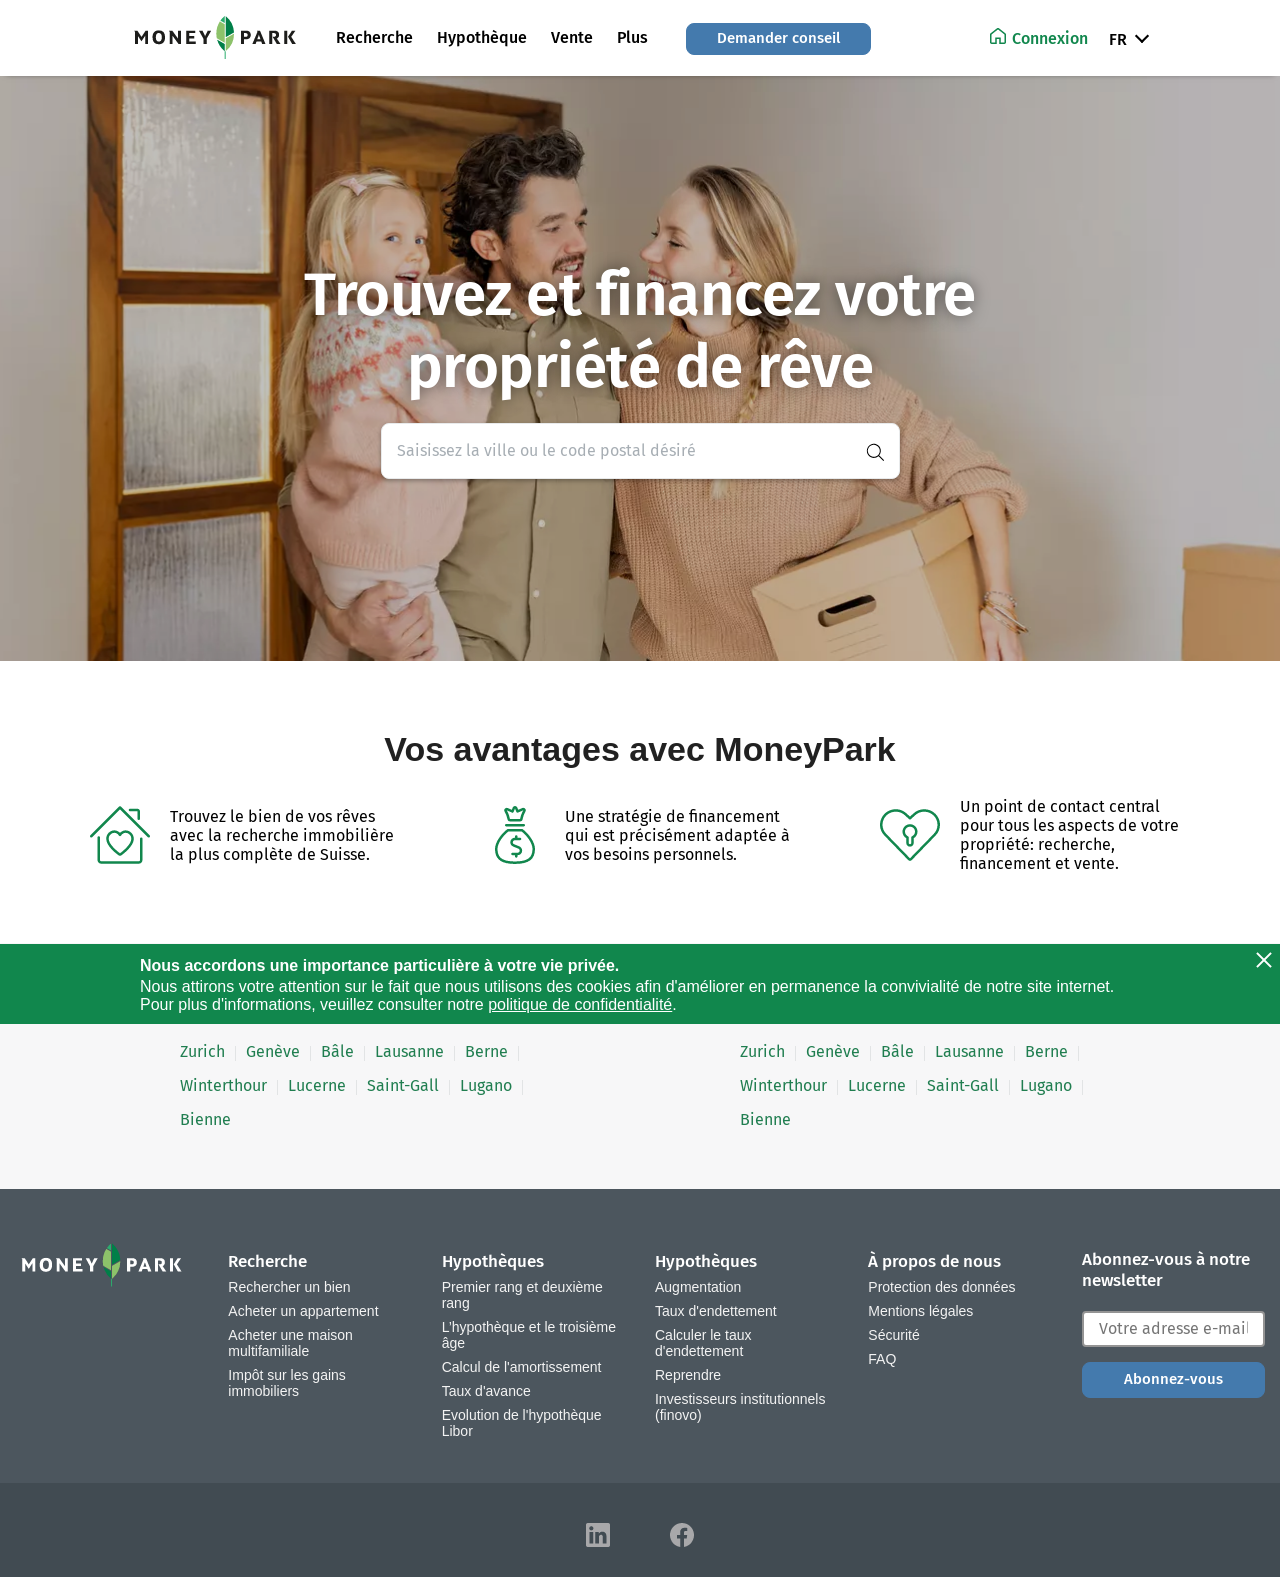 MONEY PARK
Recherche
Hypothèque
Vente
Plus
Demander conseil
Connexion
FR
Trouvez et financez votre
propriété de rêve
Saisissez la ville ou le code postal désiré
Vos avantages avec MoneyPark
Trouvez le bien de vos rêves
avec la recherche immobilière
la plus complète de Suisse.
Une stratégie de financement
qui est précisément adaptée à
vos besoins personnels.
Un point de contact central
pour tous les aspects de votre
propriété: recherche,
financement et vente.
Nous accordons une importance particulière à votre vie privée.
Nous attirons votre attention sur le fait que nous utilisons des cookies afin d'améliorer en permanence la convivialité de notre site internet.
Pour plus d'informations, veuillez consulter notre politique de confidentialité.
Zurich Genève Bâle Lausanne Berne
Winterthour Lucerne Saint-Gall Lugano
Bienne
Zurich Genève Bâle Lausanne Berne
Winterthour Lucerne Saint-Gall Lugano
Bienne
MONEY PARK
Recherche
Rechercher un bien
Acheter un appartement
Acheter une maison
multifamiliale
Impôt sur les gains
immobiliers
Hypothèques
Premier rang et deuxième
rang
L'hypothèque et le troisième
âge
Calcul de l'amortissement
Taux d'avance
Evolution de l'hypothèque
Libor
Hypothèques
Augmentation
Taux d'endettement
Calculer le taux
d'endettement
Reprendre
Investisseurs institutionnels
(finovo)
À propos de nous
Protection des données
Mentions légales
Sécurité
FAQ
Abonnez-vous à notre
newsletter
Votre adresse e-mail
Abonnez-vous